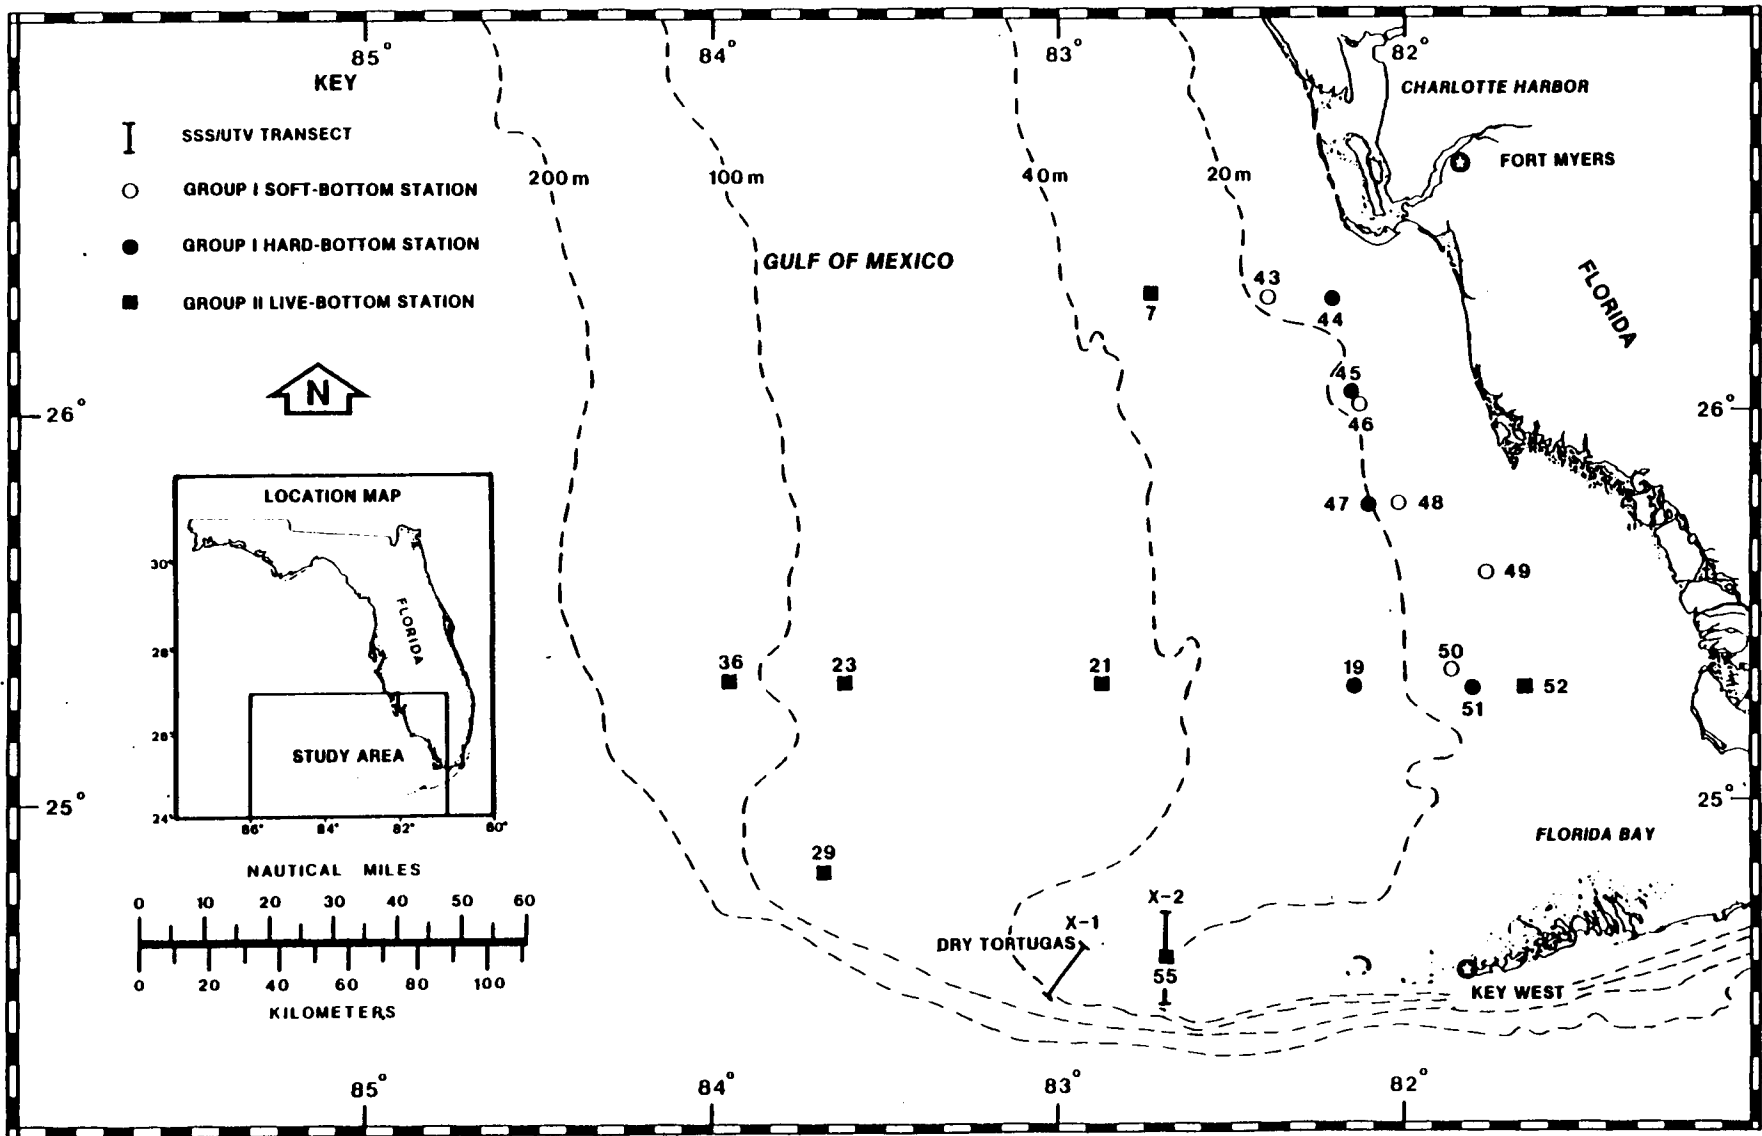 85°
84°
83°
82°
KEY
CHARLOTTE HARBOR
SSS/UTV TRANSECT
FORT MYERS
200m
100m
40m
20m
GROUP I SOFT-BOTTOM STATION
GROUP I HARD-BOTTOM STATION
GULF OF MEXICO
GROUP II LIVE-BOTTOM STATION
FLORIDA
43
7
44
N
45
26°
26°
46
47
48
LOCATION MAP
30°
49
FLORIDA
28°
50
36
23
21
19
52
51
26°
STUDY AREA
25°
25°
24°
86°
84°
82°
80°
FLORIDA BAY
29
NAUTICAL MILES
0 10 20 30 40 50 60
X-2
X-1
DRY TORTUGAS
55
0 20 40 60 80 100
KEY WEST
KILOMETERS
85°
84°
83°
82°